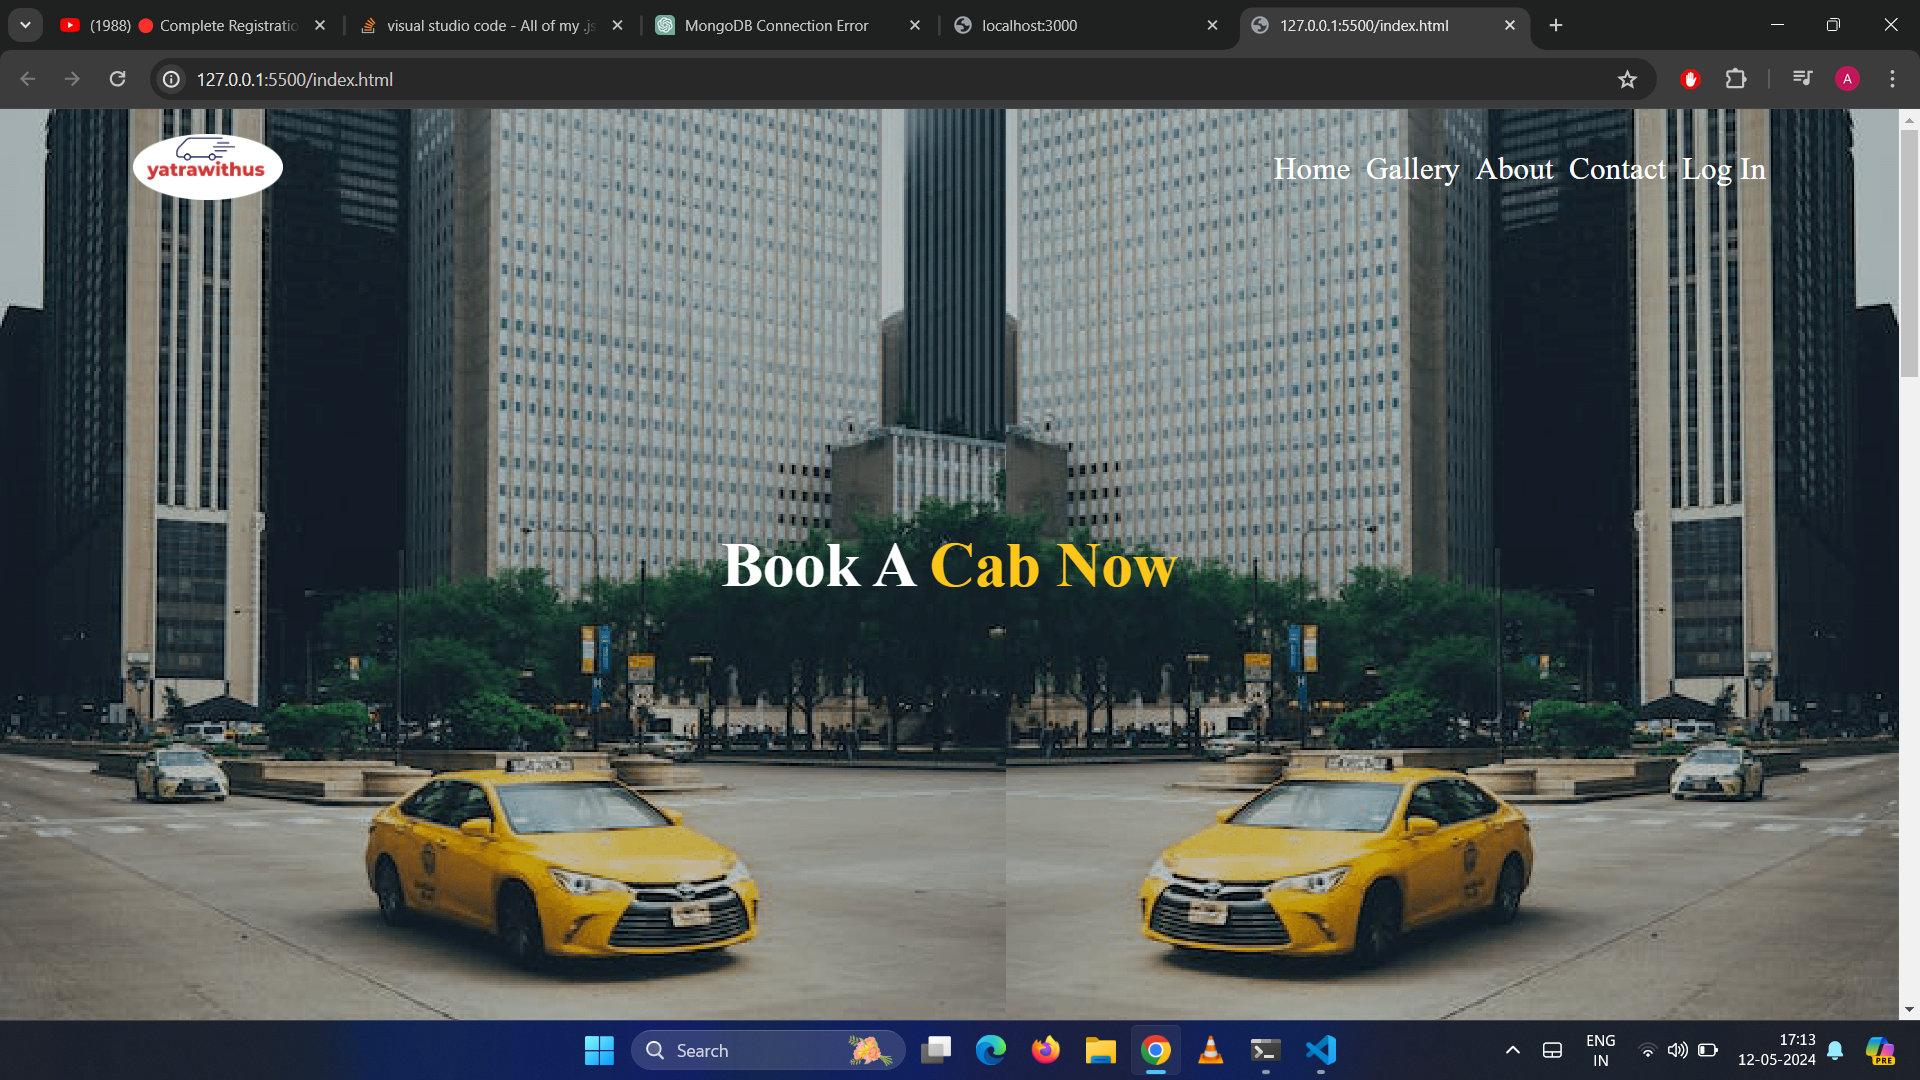 (1988) 🔴 Complete Registratio
visual studio code - All of my .js
MongoDB Connection Error
localhost:3000
127.0.0.1:5500/index.html
127.0.0.1:5500/index.html
A
yatrawithus
Home Gallery About Contact Log In
Book A Cab Now
Search
ENG
IN
17:13
12-05-2024
PRE